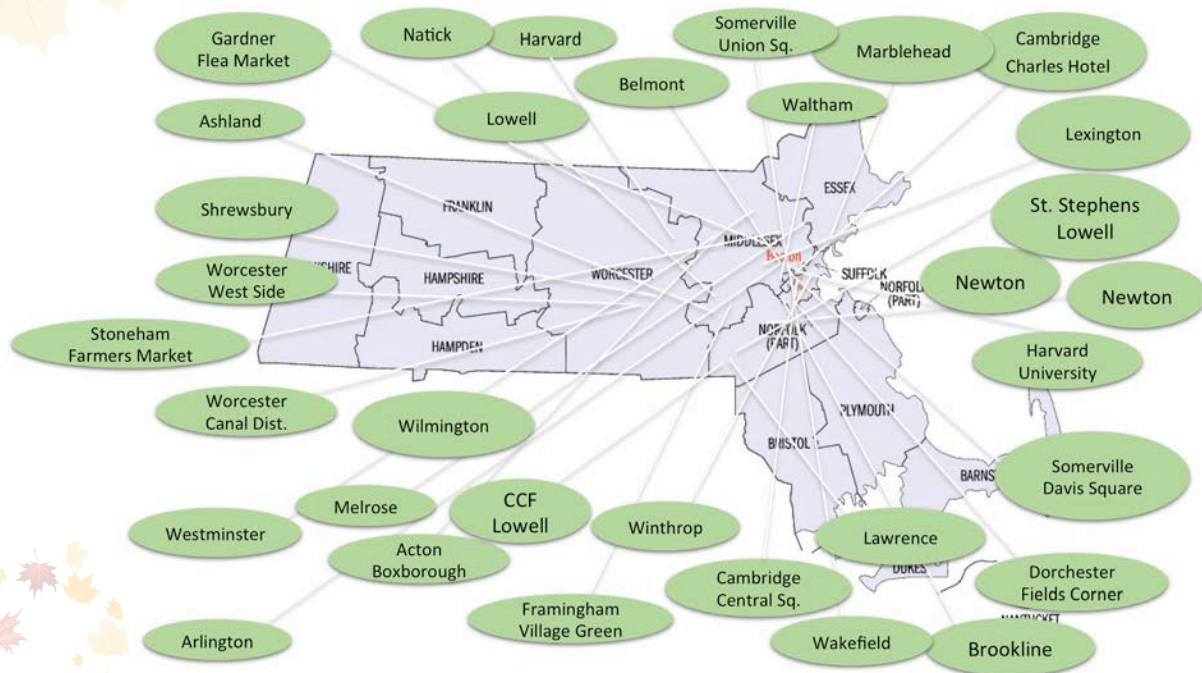 Gardner
Flea Market
Natick
Harvard
Somerville
Union Sq.
Marblehead
Cambridge
Charles Hotel
Belmont
Waltham
Ashland
Lowell
Lexington
ESSEX
Shrewsbury
FRANKLIN
St. Stephens
Lowell
MIDDLESEX
WORCESTER
HAMPSHIRE
KSHIRE
SUFFOLK
Worcester
West Side
Newton
Newton
NORFOLK
(PART)
Stoneham
Farmers Market
HAMPDEN
NORFOLK
(PART)
Harvard
University
Worcester
Canal Dist.
Wilmington
PLYMOUTH
BRISTOL
BARNS
Somerville
Davis Square
Melrose
CCF
Lowell
Westminster
Winthrop
Lawrence
Acton
Boxborough
DUKES
Cambridge
Central Sq.
Dorchester
Fields Corner
Framingham
Village Green
NANTUCKET
Arlington
Wakefield
Brookline